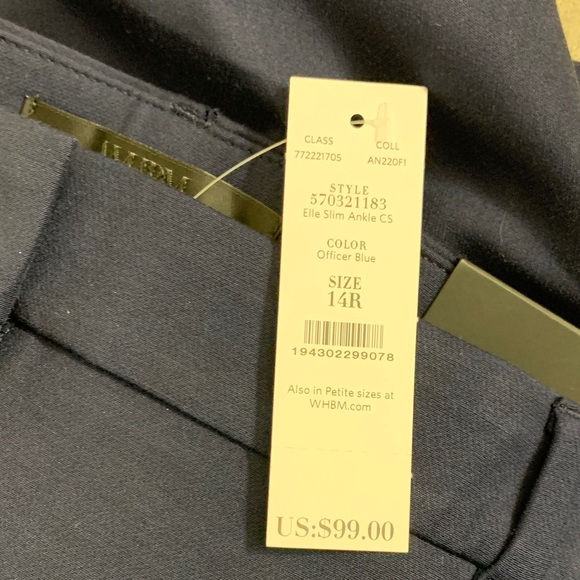 CLASS COLL
772221705 AN220F1
STYLE
570321183
Elle Slim Ankle CS
COLOR
Officer Blue
SIZE
14R
194302299078
Also in Petite sizes at
WHBM.com
US:$99.00